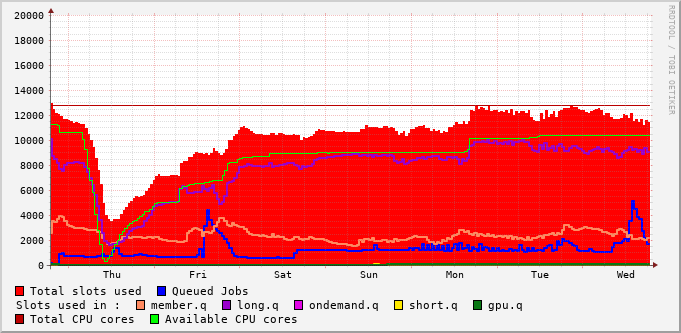 RRDTOOL / TOBI OETIKER
20000
18000
16000
14000
12000
10000
8000
6000
4000
2000
0
Thu Fri Sat Sun Mon Tue Wed
Total slots used Queued Jobs
Slots used in : member.q long.q ondemand.q short.q gpu.q
Total CPU cores Available CPU cores